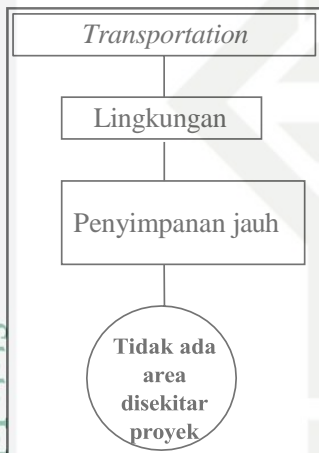 Transportation
Lingkungan
Penyimpanan jauh
Tidak ada
area
disekitar
proyek